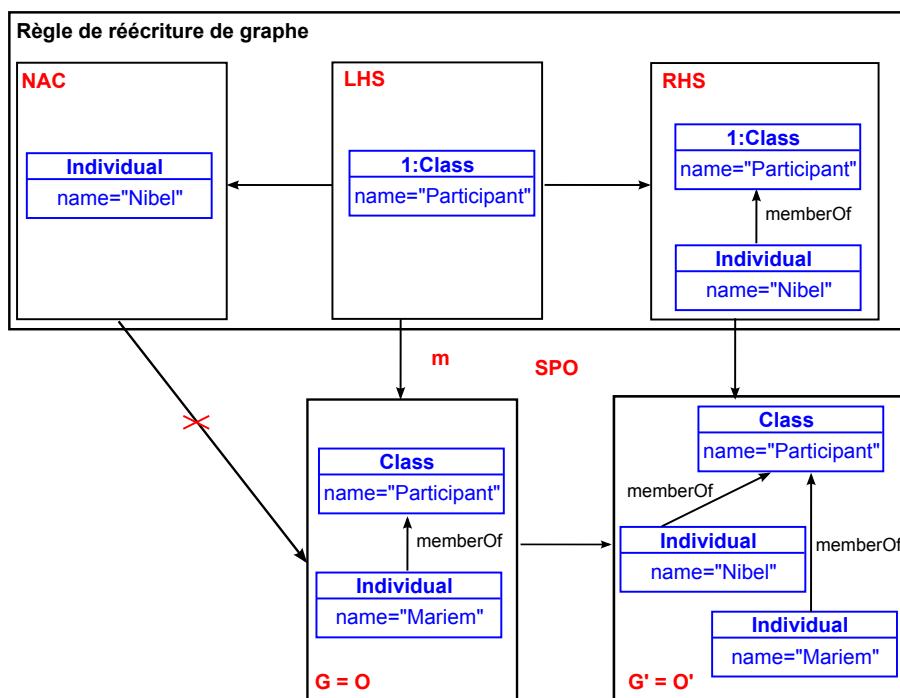 Règle de réécriture de graphe
NAC
LHS
RHS
Individual
name="Nibel"
1:Class
name="Participant"
1:Class
name="Participant"
memberOf
Individual
name="Nibel"
m
SPO
Class
name="Participant"
memberOf
Individual
name="Mariem"
G = O
Class
name="Participant"
memberOf
memberOf
Individual
name="Nibel"
Individual
name="Mariem"
G' = O'